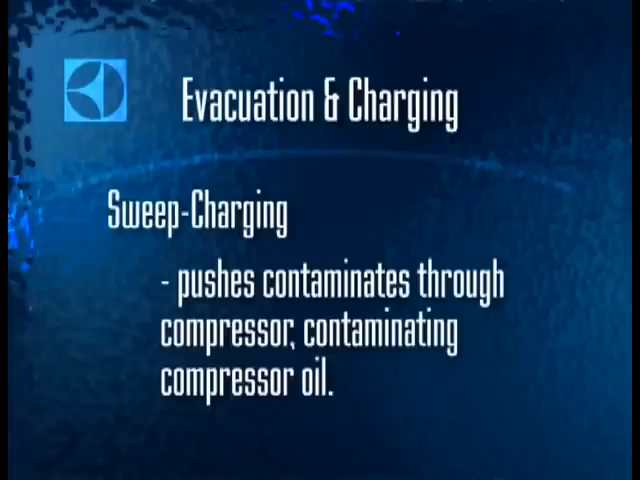 Evacuation & Charging
Sweep-Charging
- pushes contaminates through
compressor, contaminating
compressor oil.